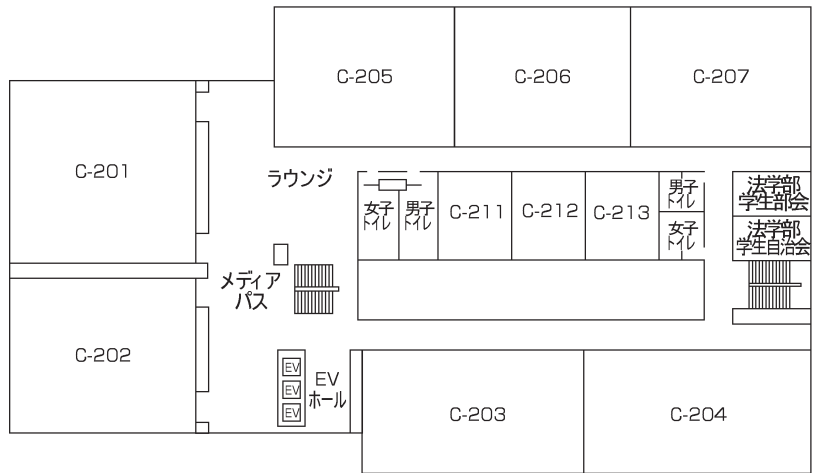 C-205
C-206
C-207
C-201
ラウンジ
女子
トイレ
男子
トイレ
C-211
C-212
C-213
男子
トイレ
女子
トイレ
法学部
学生部会
法学部
学生自治会
メディア
パス
C-202
EV
EV
EV
EV
ホール
C-203
C-204